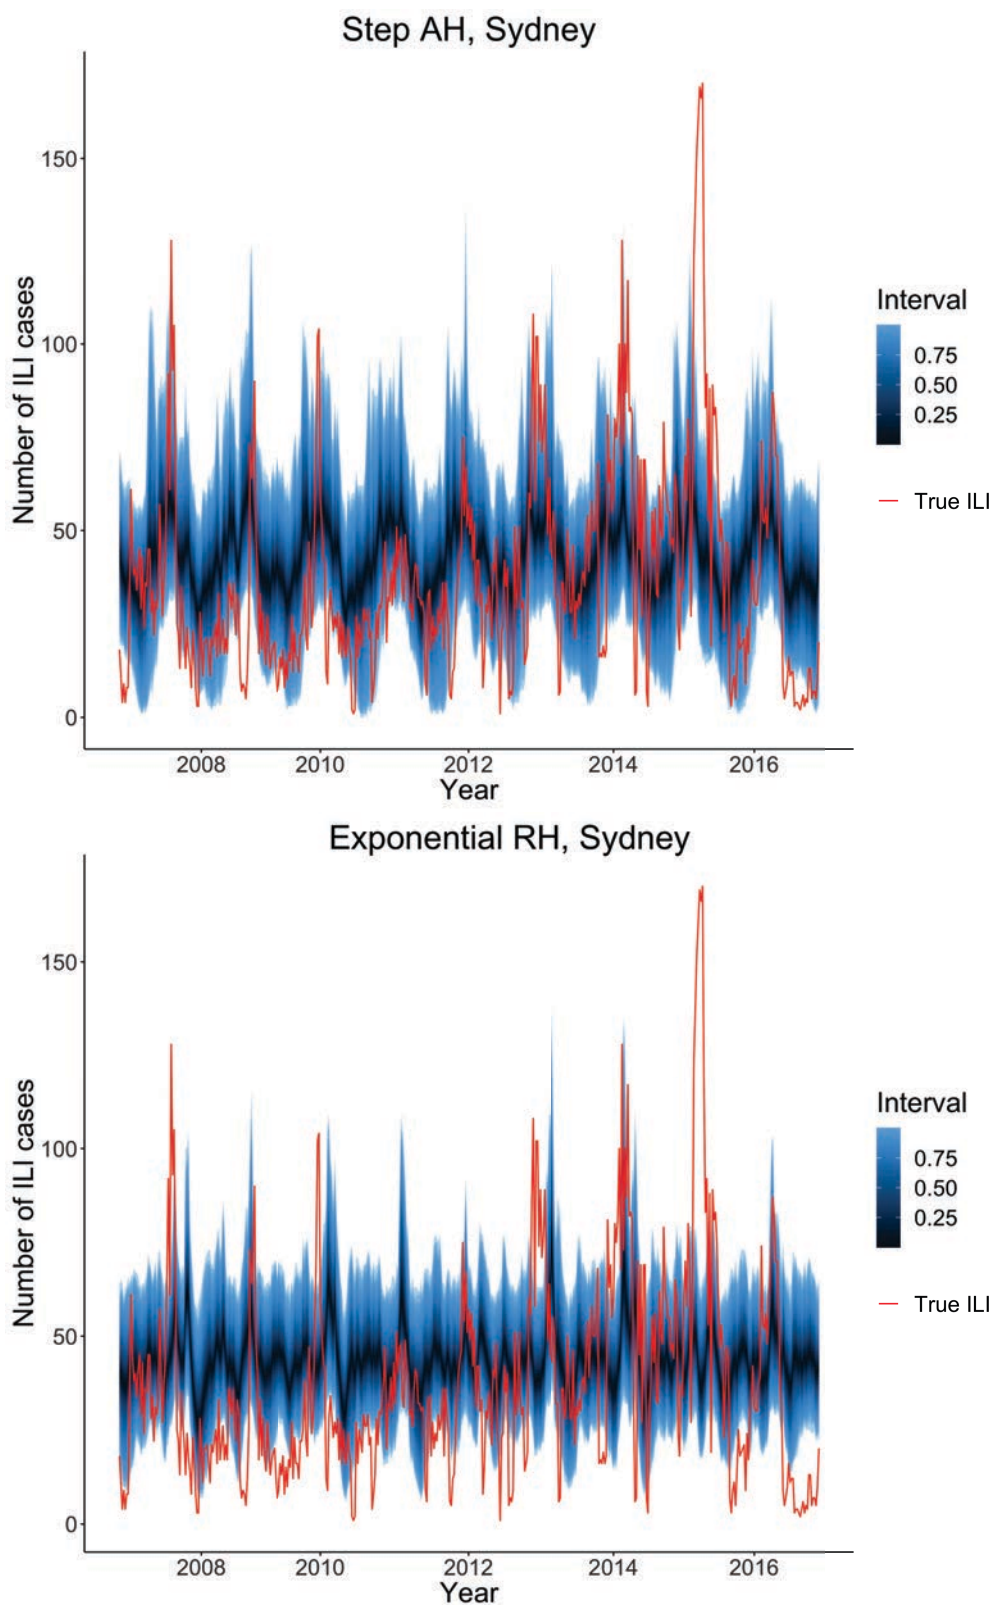 Step AH, Sydney
Number of ILI cases
150
100
50
0
2008 2010 2012 2014 2016
Year
Interval
0.75
0.50
0.25
True ILI
Exponential RH, Sydney
Number of ILI cases
150
100
50
0
2008 2010 2012 2014 2016
Year
Interval
0.75
0.50
0.25
True ILI